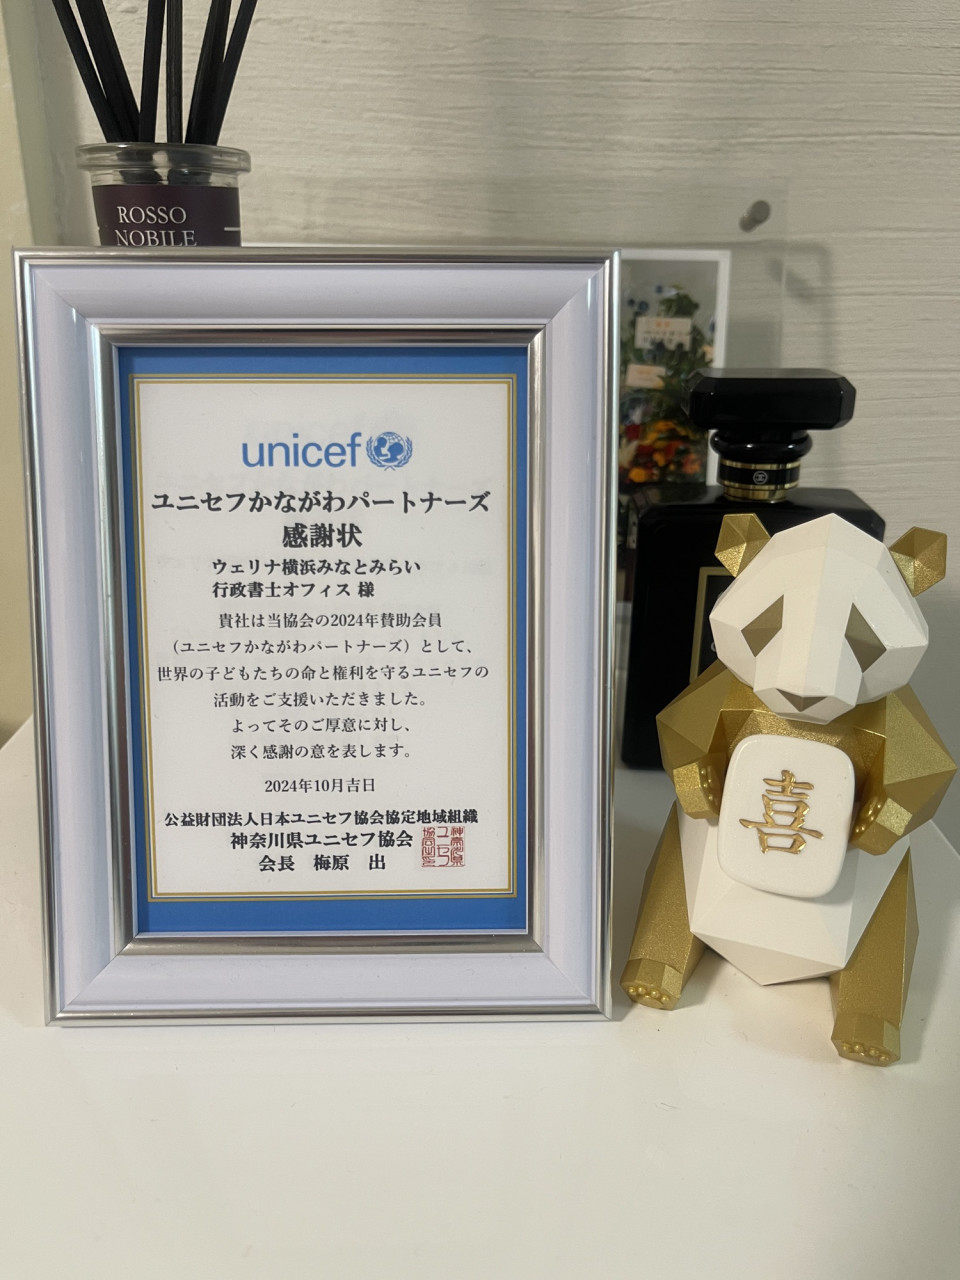 ROSSO
NOBILE
unicef
ユニセフかながわパートナーズ
感謝状
ウェリナ横浜みなとみらい
行政書士オフィス 様
貴社は当協会の2024年賛助会員
（ユニセフかながわパートナーズ）として、
世界の子どもたちの命と権利を守るユニセフの
活動をご支援いただきました。
よってそのご厚意に対し、
深く感謝の意を表します。
2024年10月吉日
公益財団法人日本ユニセフ協会協定地域組織
神奈川県ユニセフ協会
会長 梅原 出
喜